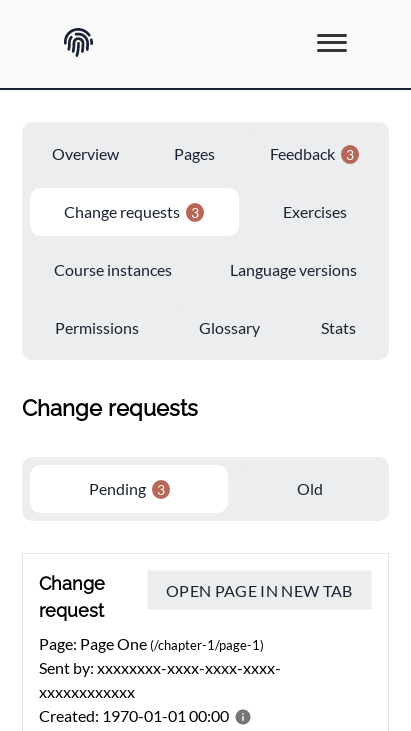 Overview Pages Feedback 3
Change requests 3 Exercises
Course instances Language versions
Permissions Glossary Stats
Change requests
Pending 3 Old
Change
request
OPEN PAGE IN NEW TAB
Page: Page One (/chapter-1/page-1)
Sent by: xxxxxxxx-xxxx-xxxx-xxxx-
xxxxxxxxxxxx
Created: 1970-01-01 00:00